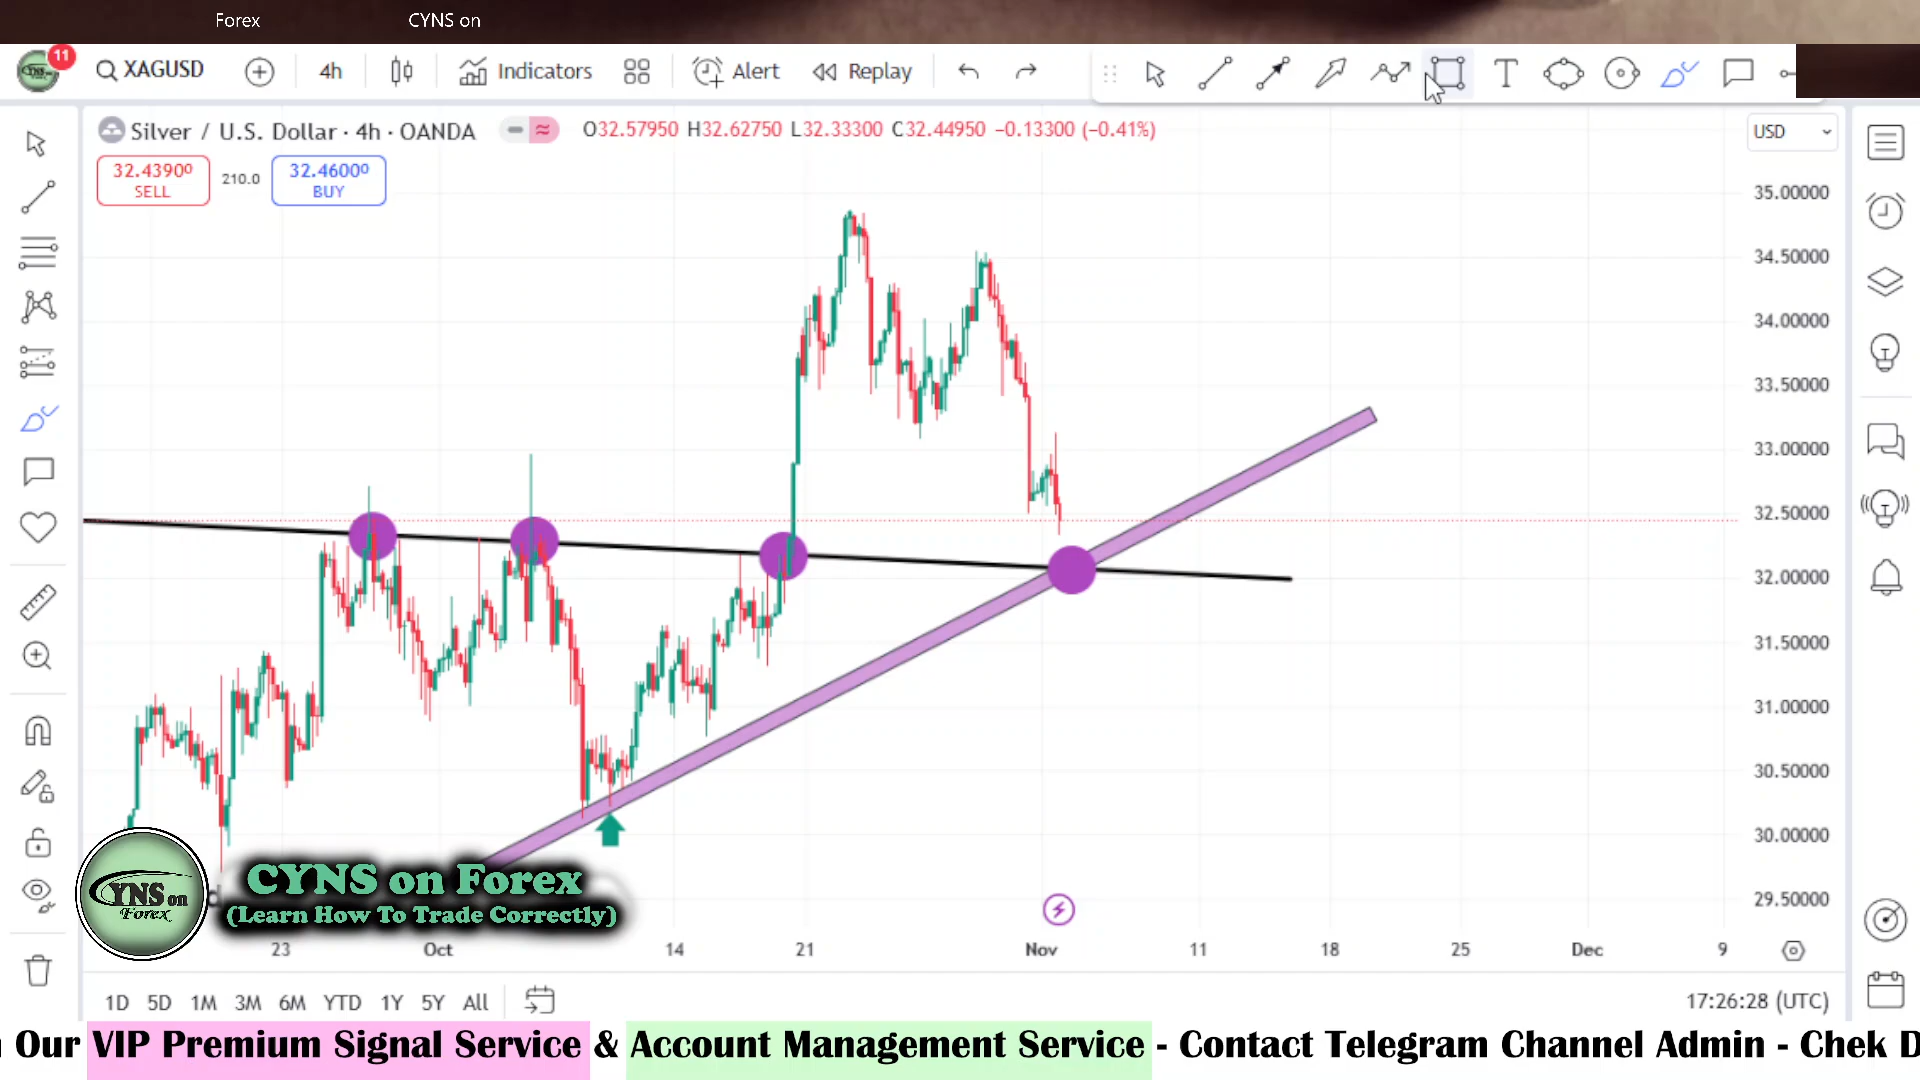 Forex
CYNS on
11
XAGUSD
4h
Indicators
Alert
Replay
Silver / U.S. Dollar · 4h · OANDA
O32.57950 H32.62750 L32.33300 C32.44950 −0.13300 (−0.41%)
USD
32.43900
SELL
210.0
32.46000
BUY
35.00000
34.50000
34.00000
33.50000
33.00000
32.50000
32.00000
31.50000
31.00000
30.50000
30.00000
29.50000
CYNS on
Forex
CYNS on Forex
(Learn How To Trade Correctly)
23
Oct
14
21
Nov
11
18
25
Dec
9
1D 5D 1M 3M 6M YTD 1Y 5Y All
17:26:28 (UTC)
Our VIP Premium Signal Service & Account Management Service - Contact Telegram Channel Admin - Chek D